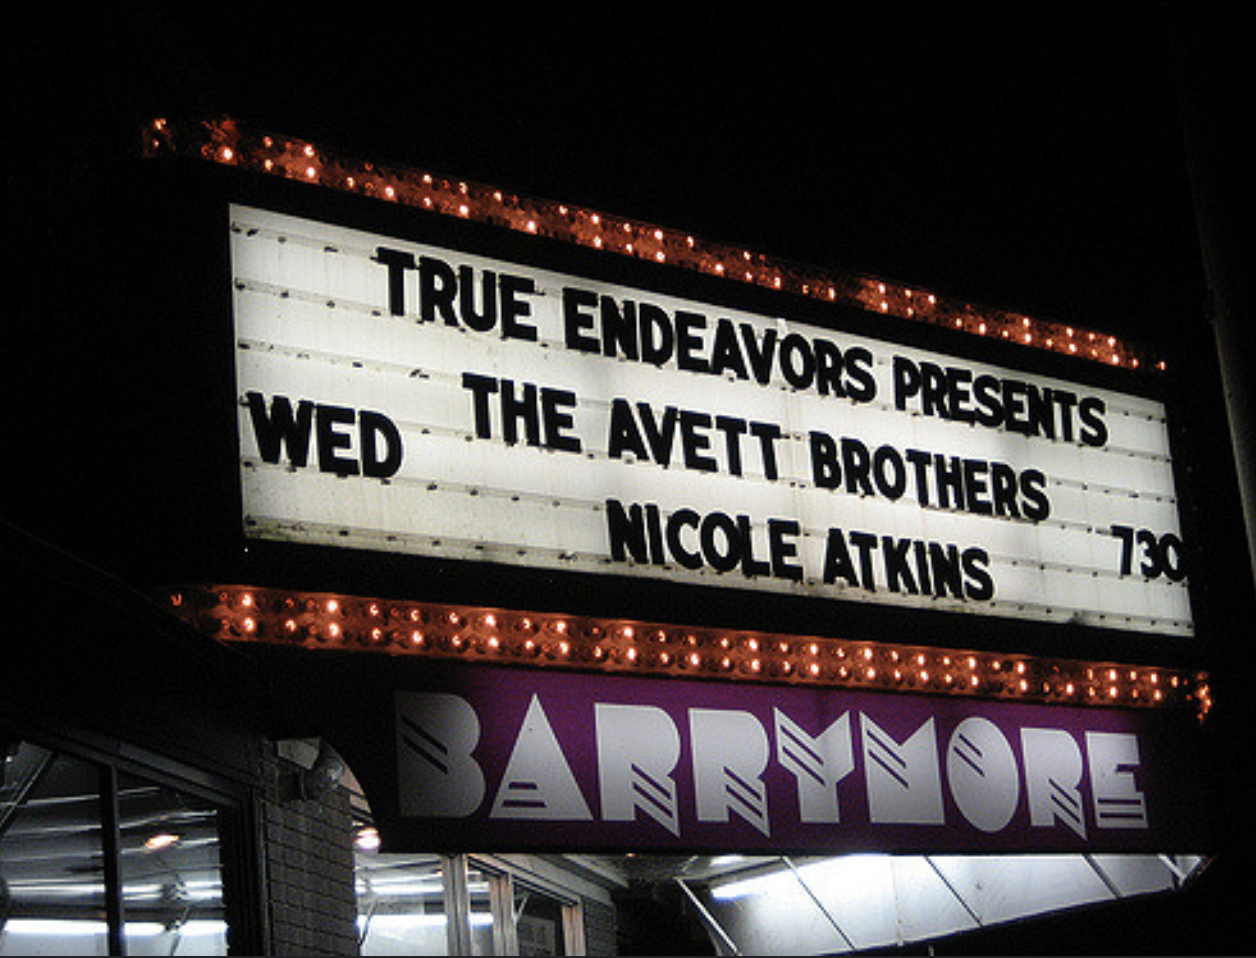 TRUE ENDEAVORS PRESENTS
WED THE AVETT BROTHERS
NICOLE ATKINS 730
BARRYMORE